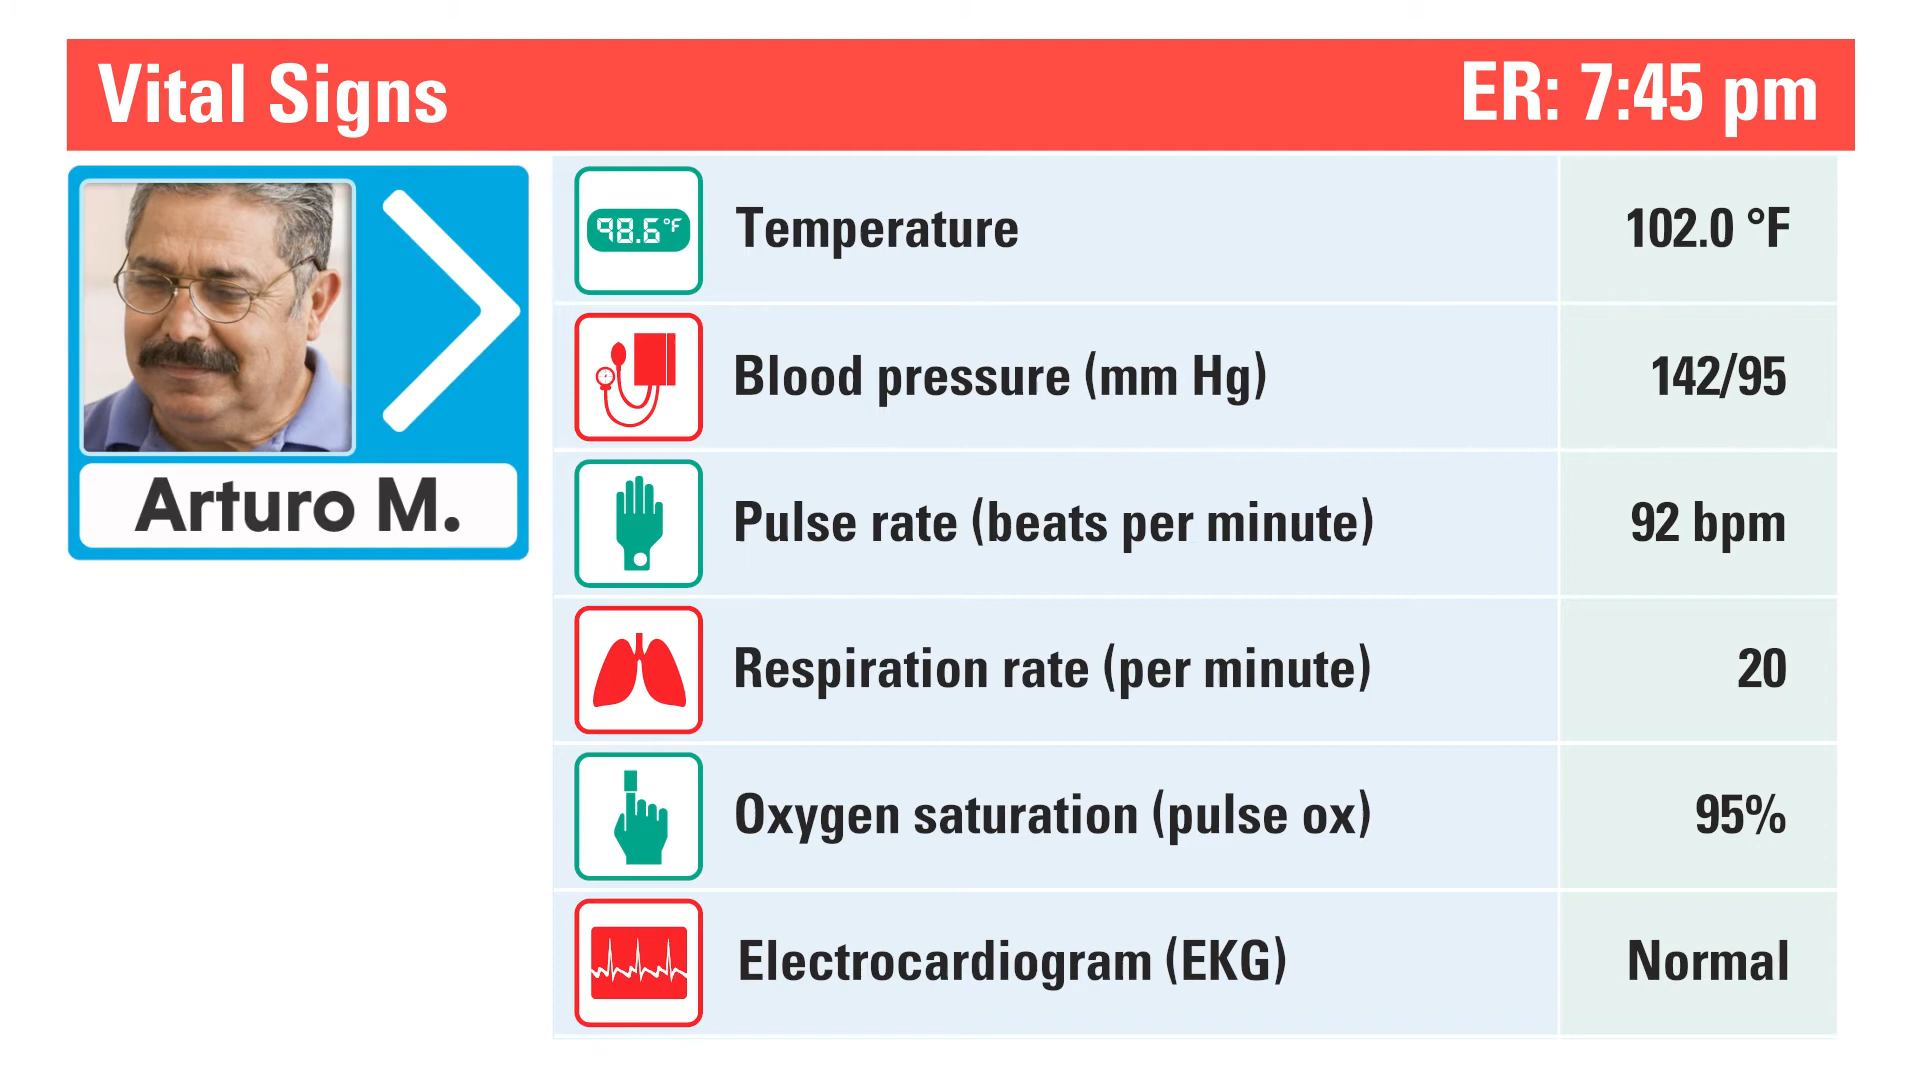 Vital Signs
ER: 7:45 pm
Arturo M.
98.6°F
Temperature
102.0 °F
Blood pressure (mm Hg)
142/95
Pulse rate (beats per minute)
92 bpm
Respiration rate (per minute)
20
Oxygen saturation (pulse ox)
95%
Electrocardiogram (EKG)
Normal